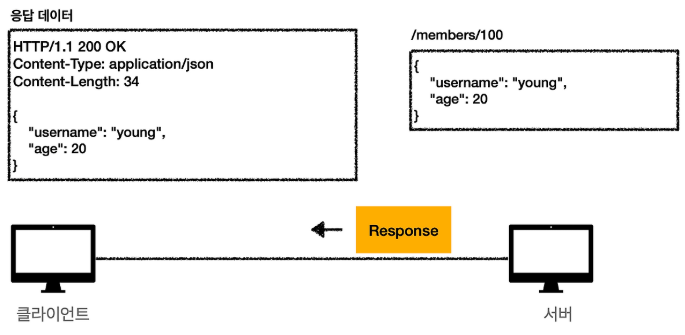 응답 데이터
HTTP/1.1 200 OK
Content-Type: application/json
Content-Length: 34
{
"username": "young",
"age": 20
}
/members/100
{
"username": "young",
"age": 20
}
Response
클라이언트
서버